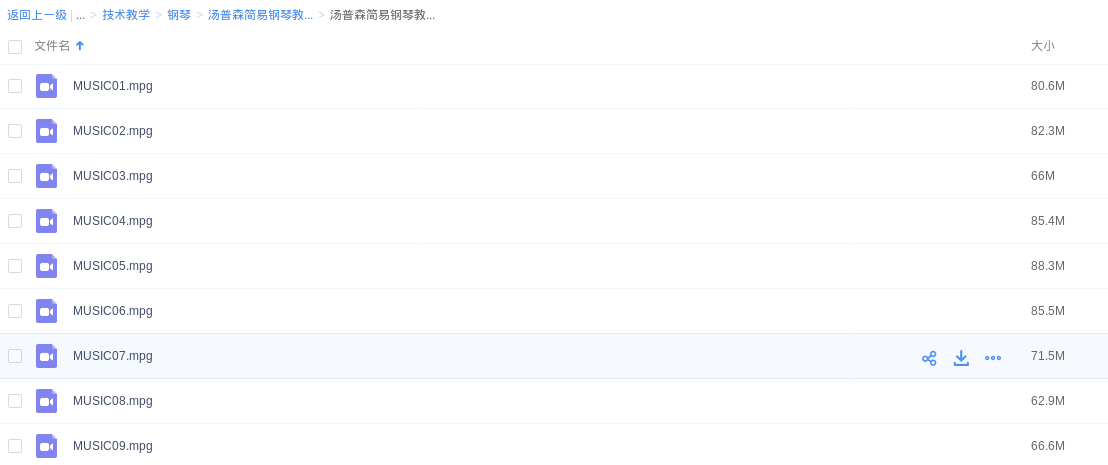 返回上一级 | ... > 技术教学 > 钢琴 > 汤普森简易钢琴教... > 汤普森简易钢琴教...
文件名 大小
MUSIC01.mpg 80.6M
MUSIC02.mpg 82.3M
MUSIC03.mpg 66M
MUSIC04.mpg 85.4M
MUSIC05.mpg 88.3M
MUSIC06.mpg 85.5M
MUSIC07.mpg 71.5M
MUSIC08.mpg 62.9M
MUSIC09.mpg 66.6M